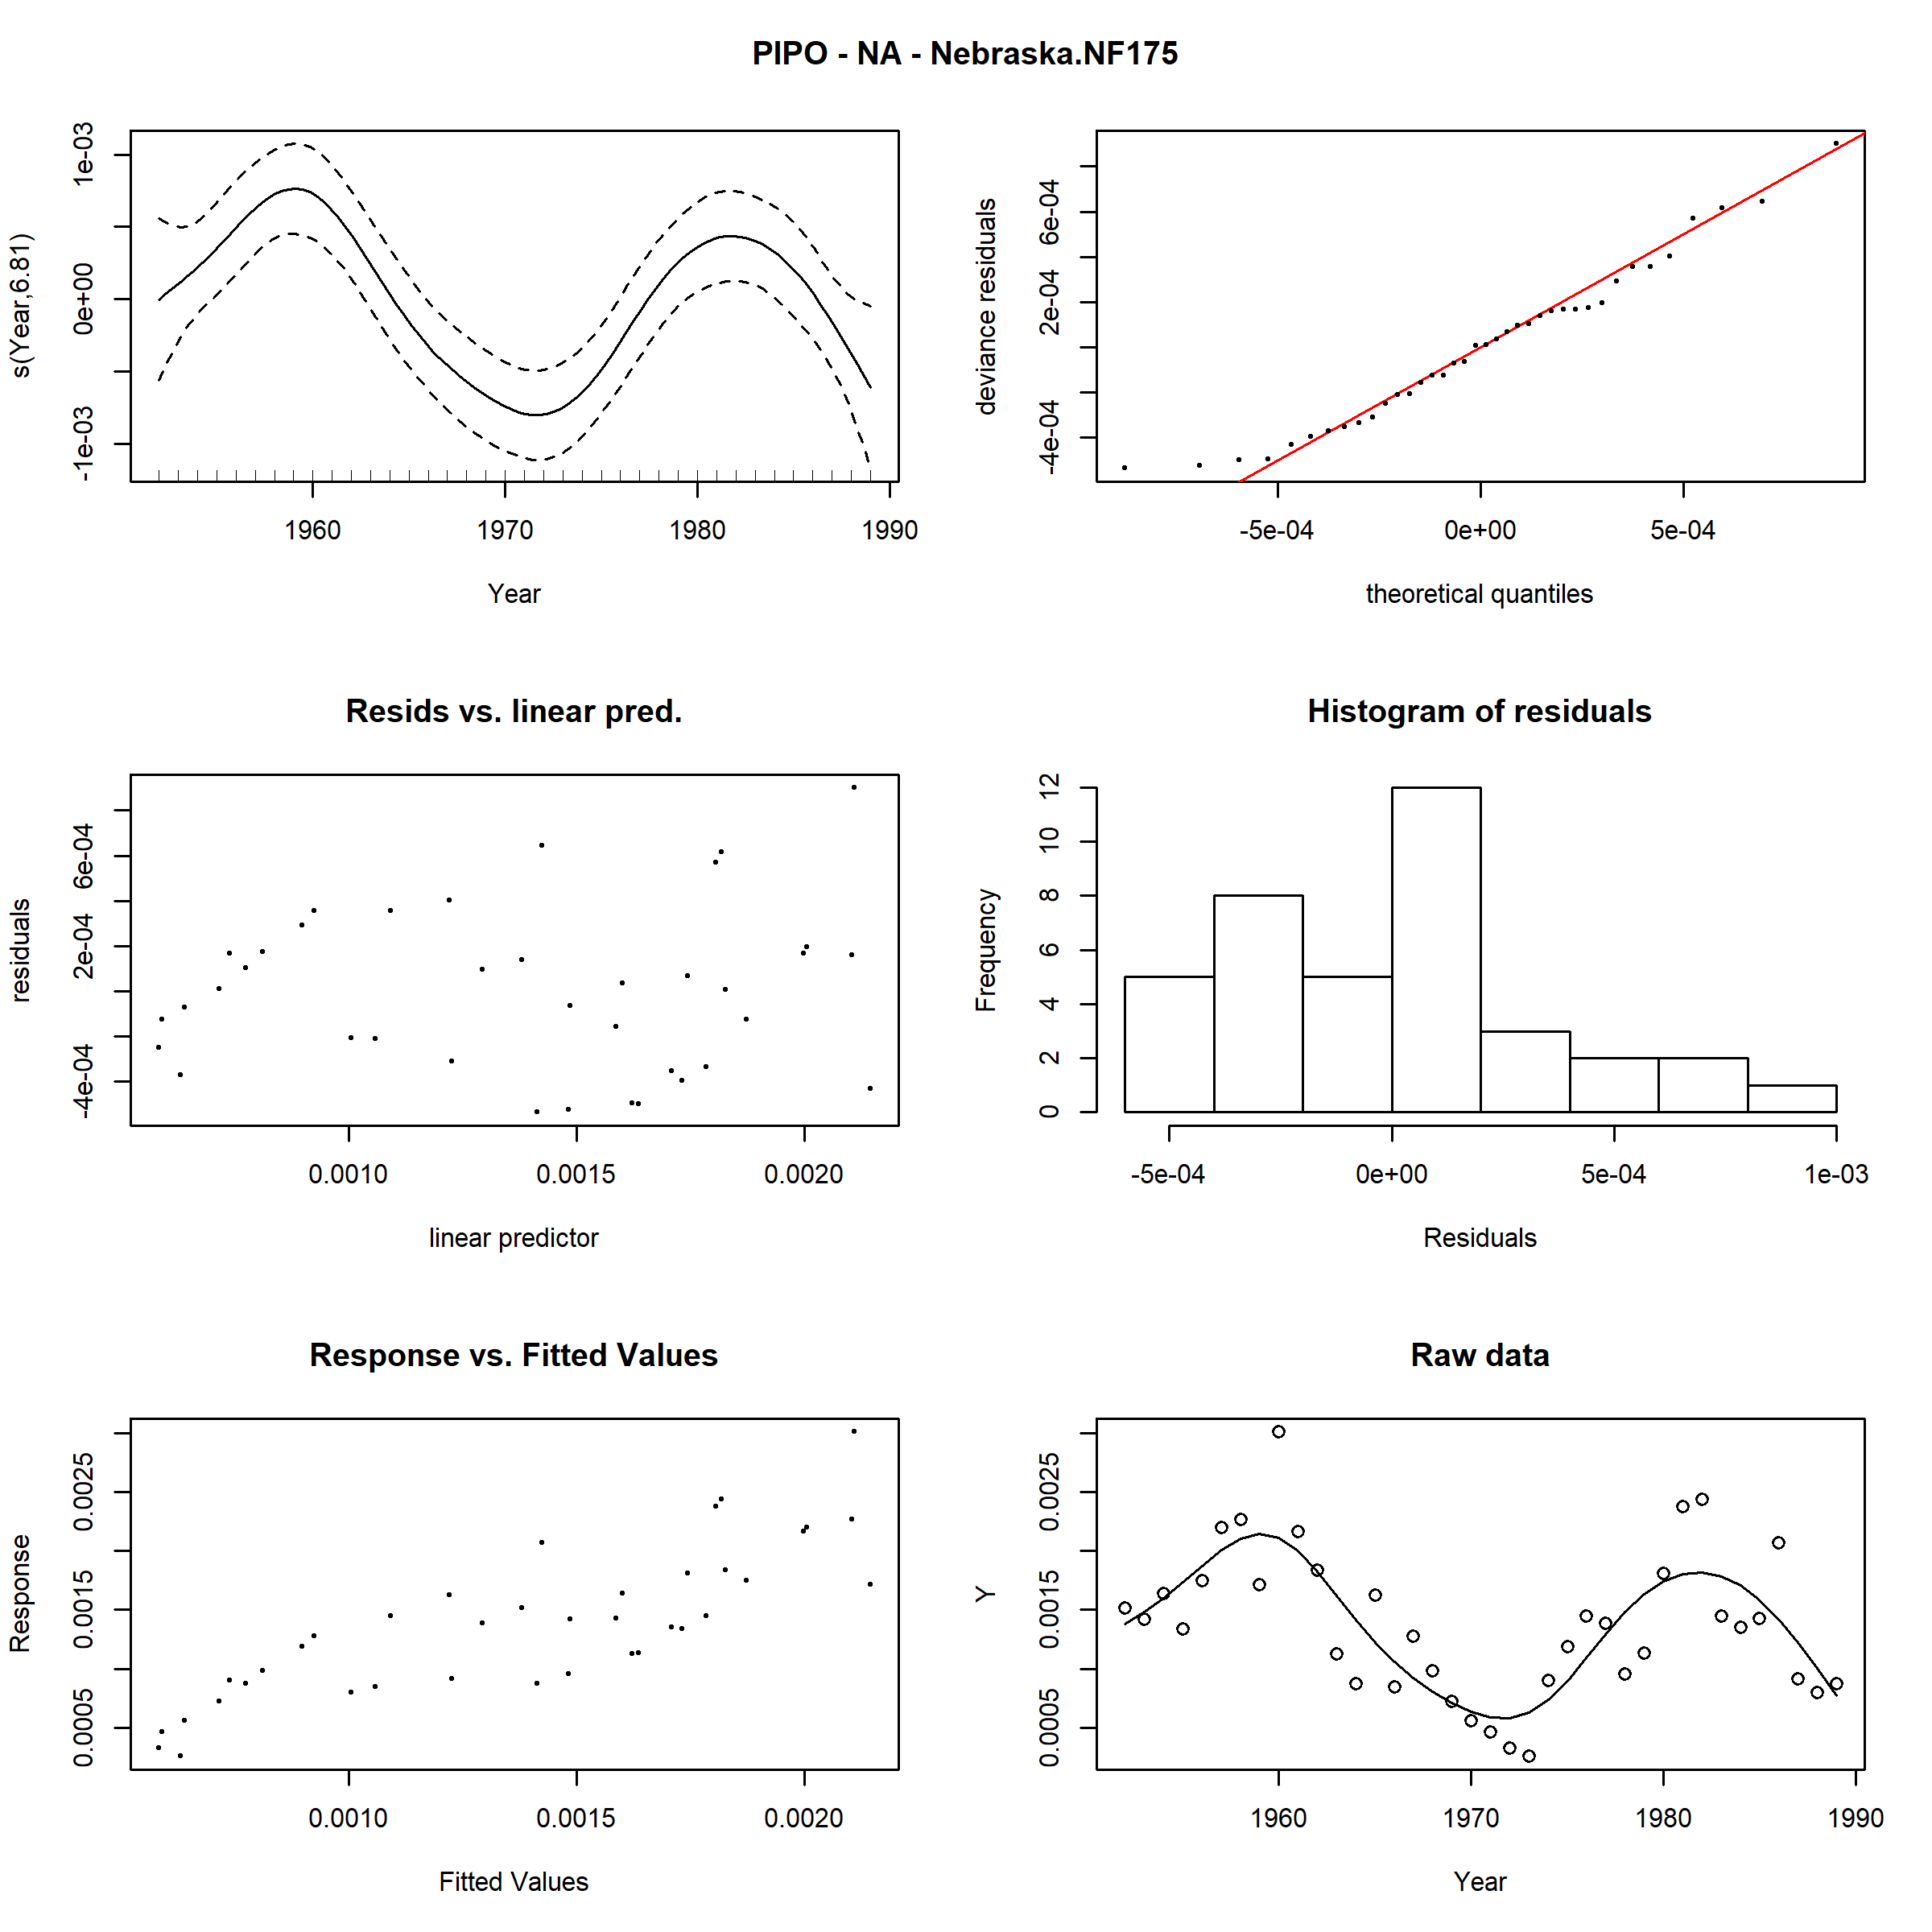 PIPO - NA - Nebraska.NF175
s(Year,6.81)
-1e-03 0e+00 1e-03
1960 1970 1980 1990
Year
deviance residuals
-4e-04 2e-04 6e-04
-5e-04 0e+00 5e-04
theoretical quantiles
Resids vs. linear pred.
residuals
-4e-04 2e-04 6e-04
0.0010 0.0015 0.0020
linear predictor
Histogram of residuals
Frequency
0 2 4 6 8 10 12
-5e-04 0e+00 5e-04 1e-03
Residuals
Response vs. Fitted Values
Response
0.0005 0.0015 0.0025
0.0010 0.0015 0.0020
Fitted Values
Raw data
Y
0.0005 0.0015 0.0025
1960 1970 1980 1990
Year